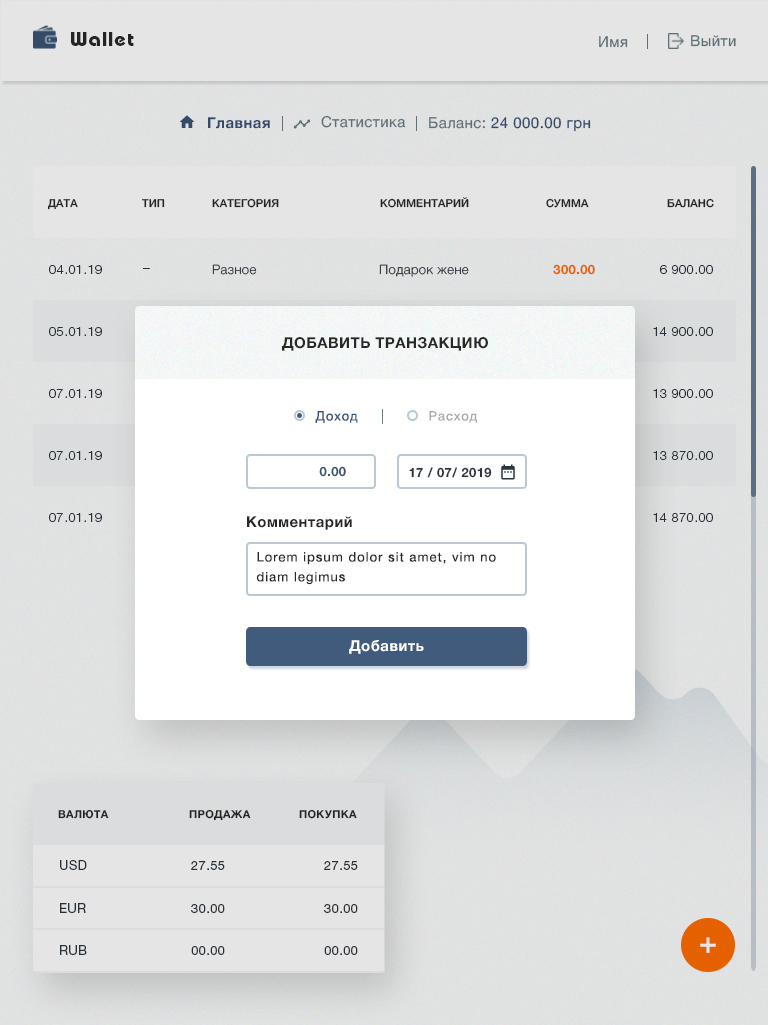 Wallet
Имя | Выйти
Главная | Статистика | Баланс: 24 000.00 грн
ДАТА ТИП КАТЕГОРИЯ КОММЕНТАРИЙ СУММА БАЛАНС
04.01.19 – Разное Подарок жене 300.00 6 900.00
05.01.19 14 900.00
ДОБАВИТЬ ТРАНЗАКЦИЮ
07.01.19 13 900.00
Доход | Расход
07.01.19 13 870.00
0.00 17 / 07/ 2019
07.01.19 14 870.00
Комментарий
Lorem ipsum dolor sit amet, vim no
diam legimus
Добавить
ВАЛЮТА ПРОДАЖА ПОКУПКА
USD 27.55 27.55
EUR 30.00 30.00
RUB 00.00 00.00
+